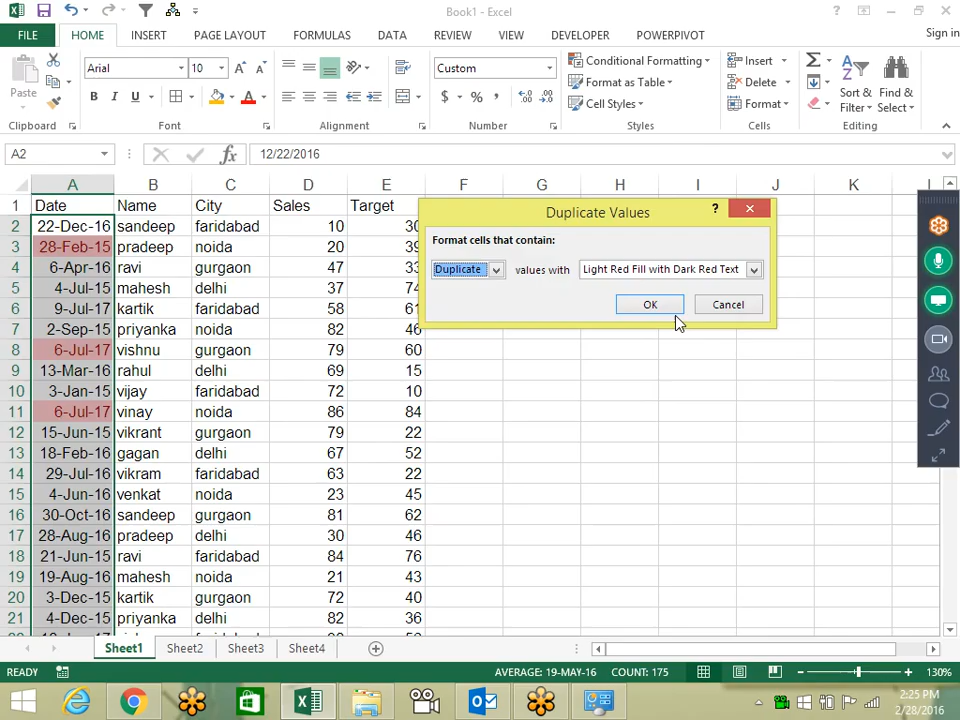 Book1 - Excel
Sign in
FILE HOME INSERT PAGE LAYOUT FORMULAS DATA REVIEW VIEW DEVELOPER POWERPIVOT
Paste
Arial 10
B I U
Custom
$ % ,
Conditional Formatting
Format as Table
Cell Styles
Insert
Delete
Format
Sort & Filter
Find & Select
Clipboard Font Alignment Number Styles Cells Editing
A2 fx 12/22/2016
A B C D E F G H I J K
1 Date Name City Sales Target
2 22-Dec-16 sandeep faridabad 10 30
3 28-Feb-15 pradeep noida 20 39
4 6-Apr-16 ravi gurgaon 47 33
5 4-Jul-15 mahesh delhi 37 74
6 9-Jul-17 kartik faridabad 58 61
7 2-Sep-15 priyanka noida 82 46
8 6-Jul-17 vishnu gurgaon 79 60
9 13-Mar-16 rahul delhi 69 15
10 3-Jan-15 vijay faridabad 72 10
11 6-Jul-17 vinay noida 86 84
12 15-Jun-15 vikrant gurgaon 79 22
13 18-Feb-16 gagan delhi 67 52
14 29-Jul-16 vikram faridabad 63 22
15 4-Jun-16 venkat noida 23 45
16 30-Oct-16 sandeep gurgaon 81 62
17 28-Aug-16 pradeep delhi 30 46
18 21-Jun-15 ravi faridabad 84 76
19 19-Aug-16 mahesh noida 21 43
20 3-Dec-15 kartik gurgaon 72 40
21 4-Dec-15 priyanka delhi 82 36
Duplicate Values
Format cells that contain:
Duplicate values with Light Red Fill with Dark Red Text
OK Cancel
Sheet1 Sheet2 Sheet3 Sheet4
READY AVERAGE: 19-MAY-16 COUNT: 175 130%
2:25 PM
2/28/2016